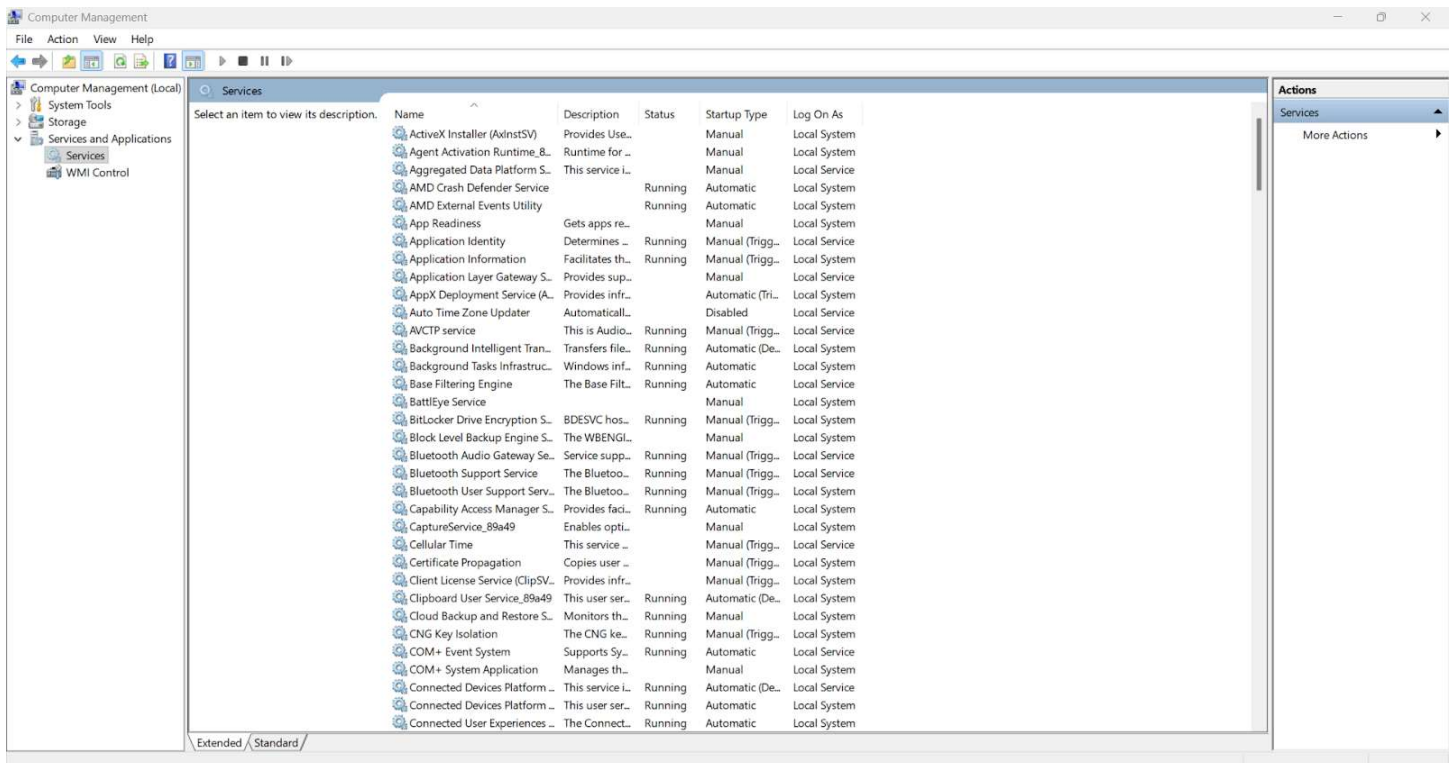 Computer Management
File Action View Help
Computer Management (Local)
System Tools
Storage
Services and Applications
Services
WMI Control
Services
Select an item to view its description.
Name Description Status Startup Type Log On As
ActiveX Installer (AxInstSV) Provides Use... Manual Local System
Agent Activation Runtime_8... Runtime for ... Manual Local System
Aggregated Data Platform S... This service i... Manual Local Service
AMD Crash Defender Service Running Automatic Local System
AMD External Events Utility Running Automatic Local System
App Readiness Gets apps re... Manual Local System
Application Identity Determines ... Running Manual (Trigg... Local Service
Application Information Facilitates th... Running Manual (Trigg... Local System
Application Layer Gateway S... Provides sup... Manual Local Service
AppX Deployment Service (A... Provides infr... Automatic (Tri... Local System
Auto Time Zone Updater Automaticall... Disabled Local Service
AVCTP service This is Audio... Running Manual (Trigg... Local Service
Background Intelligent Tran... Transfers file... Running Automatic (De... Local System
Background Tasks Infrastruc... Windows inf... Running Automatic Local System
Base Filtering Engine The Base Filt... Running Automatic Local Service
BattlEye Service Manual Local System
BitLocker Drive Encryption S... BDESVC hos... Running Manual (Trigg... Local System
Block Level Backup Engine S... The WBENGI... Manual Local System
Bluetooth Audio Gateway Se... Service supp... Running Manual (Trigg... Local Service
Bluetooth Support Service The Bluetoo... Running Manual (Trigg... Local Service
Bluetooth User Support Serv... The Bluetoo... Running Manual (Trigg... Local System
Capability Access Manager S... Provides faci... Running Automatic Local System
CaptureService_89a49 Enables opti... Manual Local System
Cellular Time This service ... Manual (Trigg... Local Service
Certificate Propagation Copies user ... Manual (Trigg... Local System
Client License Service (ClipSV... Provides infr... Manual (Trigg... Local System
Clipboard User Service_89a49 This user ser... Running Automatic (De... Local System
Cloud Backup and Restore S... Monitors th... Running Manual Local System
CNG Key Isolation The CNG ke... Running Manual (Trigg... Local System
COM+ Event System Supports Sy... Running Automatic Local Service
COM+ System Application Manages th... Manual Local System
Connected Devices Platform ... This service i... Running Automatic (De... Local Service
Connected Devices Platform ... This user ser... Running Automatic Local System
Connected User Experiences ... The Connect... Running Automatic Local System
Extended Standard
Actions
Services
More Actions